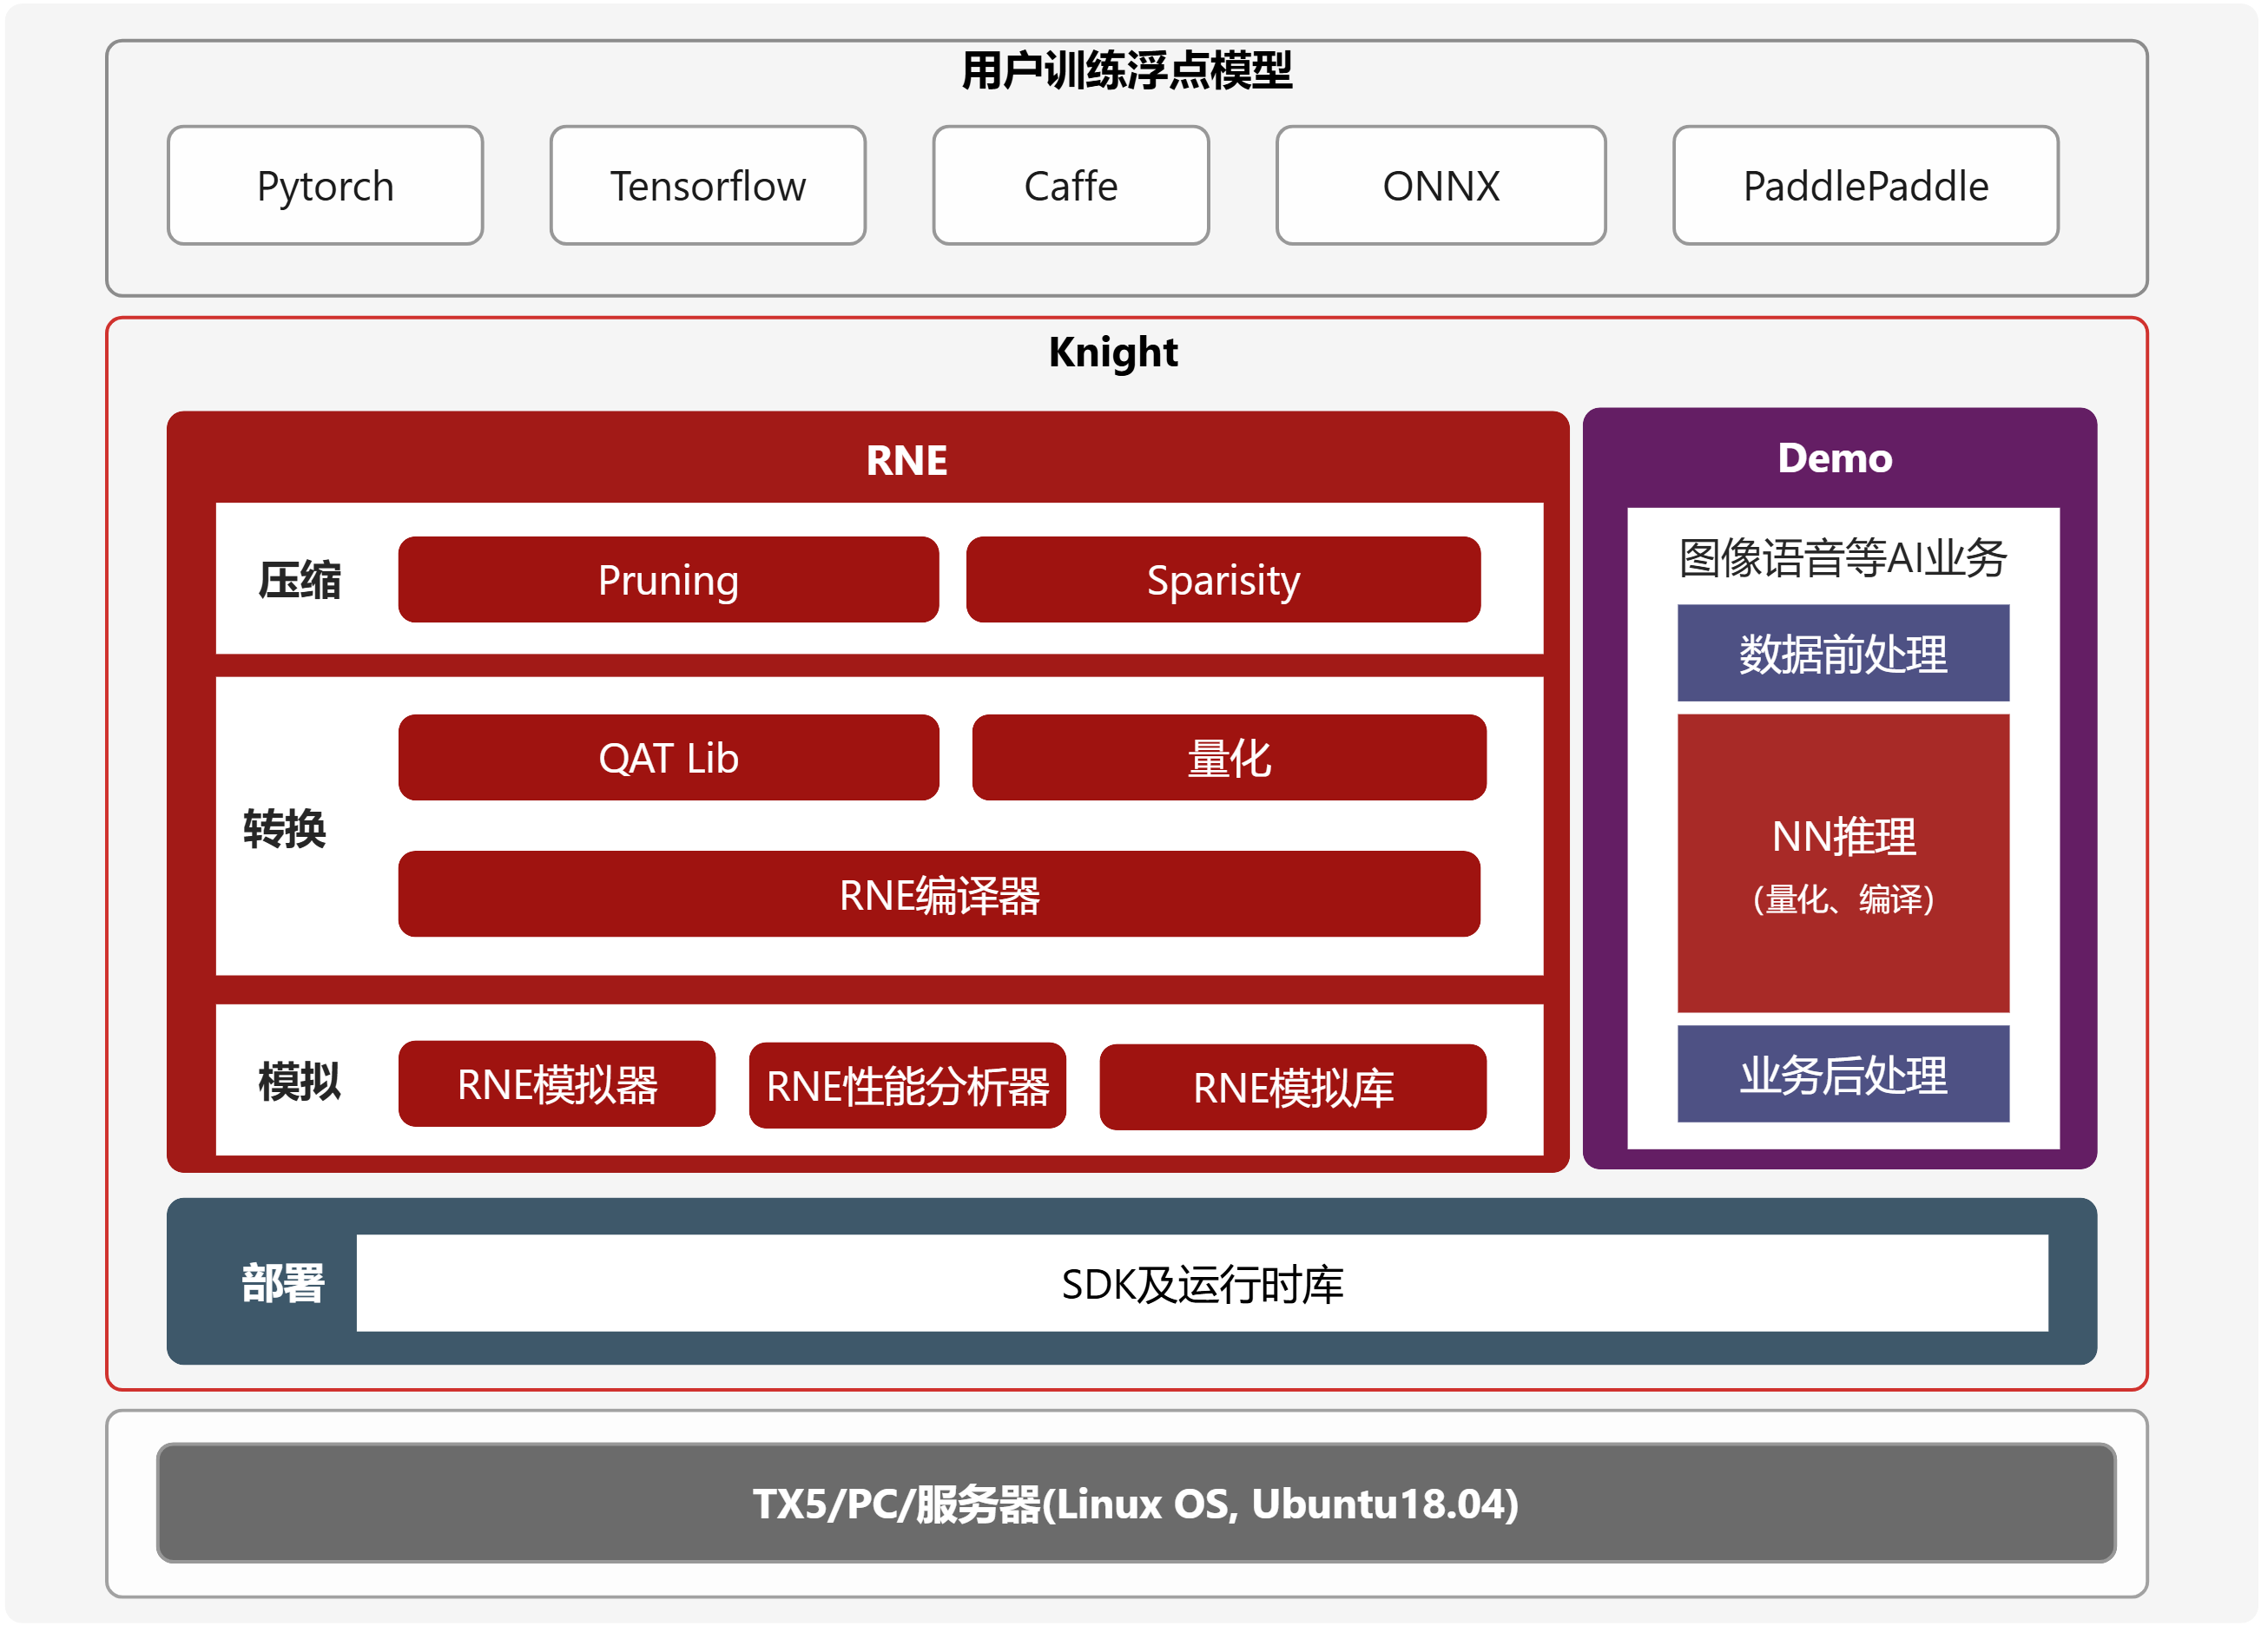 用户训练浮点模型
Pytorch
Tensorflow
Caffe
ONNX
PaddlePaddle
Knight
RNE
压缩
Pruning
Sparisity
转换
QAT Lib
量化
RNE编译器
模拟
RNE模拟器
RNE性能分析器
RNE模拟库
Demo
图像语音等AI业务
数据前处理
NN推理
（量化、编译）
业务后处理
部署
SDK及运行时库
TX5/PC/服务器(Linux OS, Ubuntu18.04)